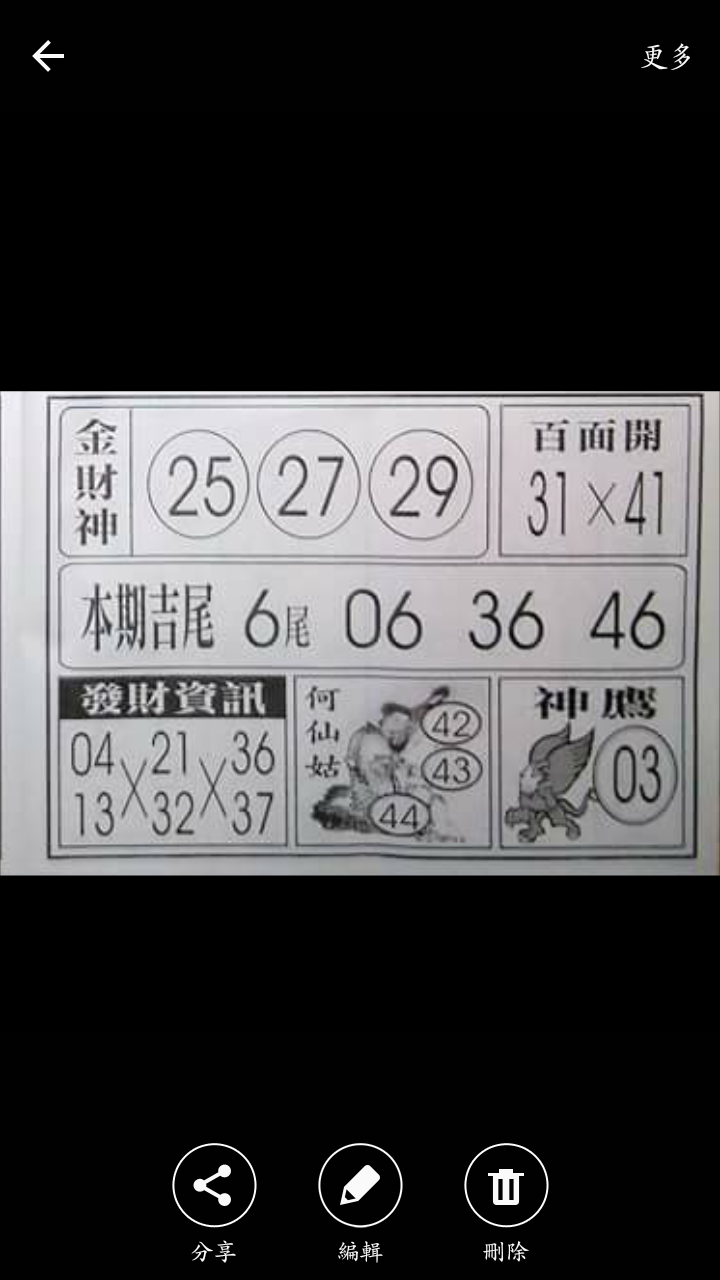 更多
金財神
25 27 29
百面開
31×41
本期吉尾 6尾 06 36 46
發財資訊
04 21 36
╳ ╳
13 32 37
何仙姑
42
43
44
神鷹
03
分享 編輯 刪除